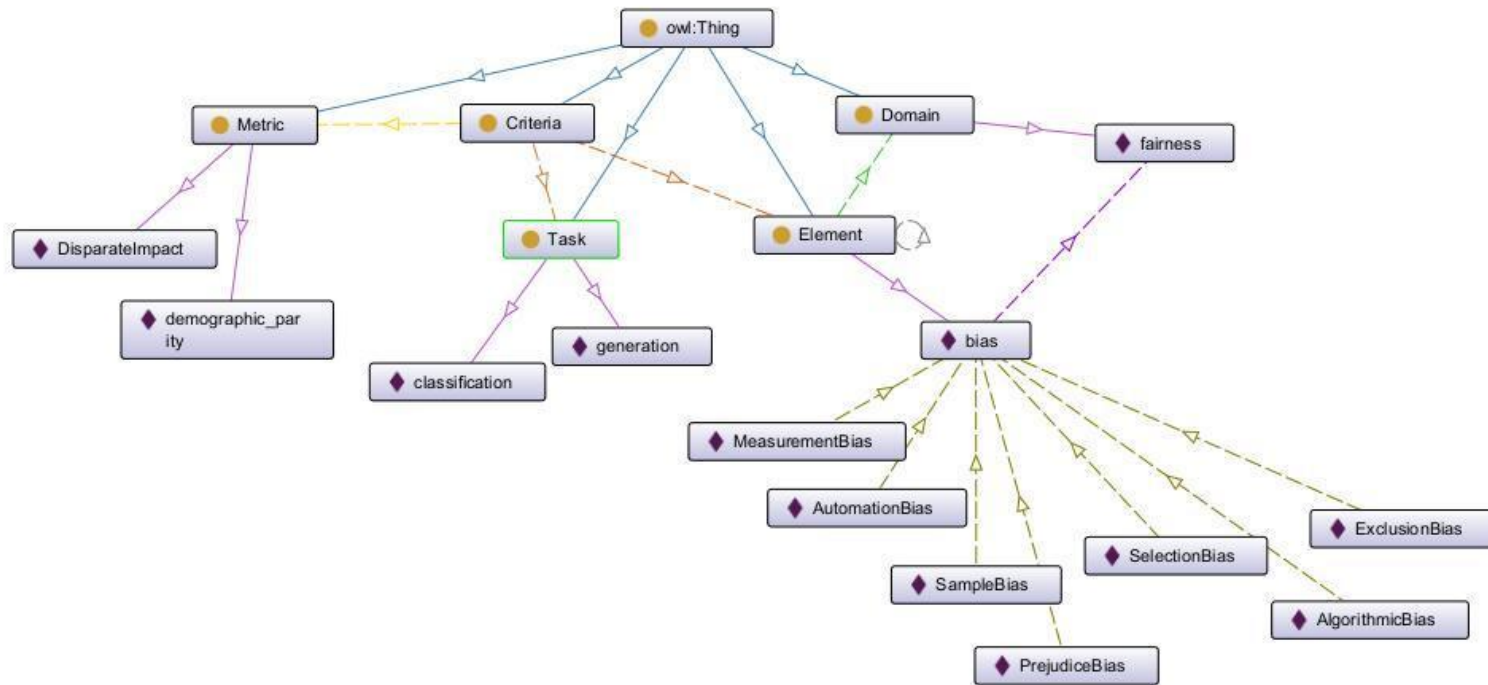 owl:Thing
Metric
Criteria
Domain
fairness
DisparateImpact
Task
Element
demographic_par
ity
generation
classification
bias
MeasurementBias
AutomationBias
ExclusionBias
SelectionBias
SampleBias
AlgorithmicBias
PrejudiceBias